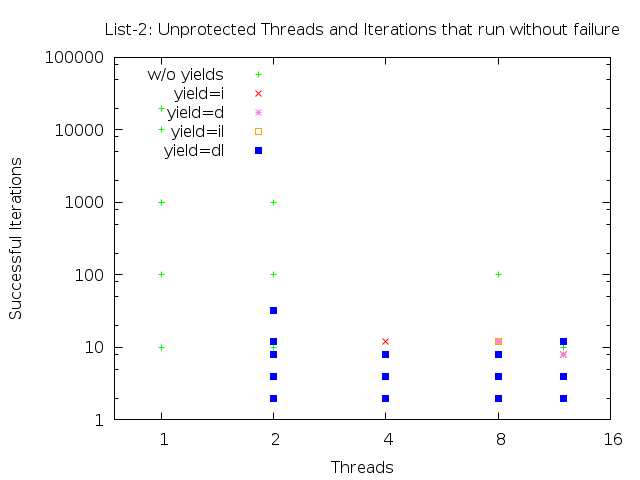 List-2: Unprotected Threads and Iterations that run without failure
100000
10000
1000
100
10
1
Successful Iterations
w/o yields
yield=i
yield=d
yield=il
yield=dl
1 2 4 8 16
Threads